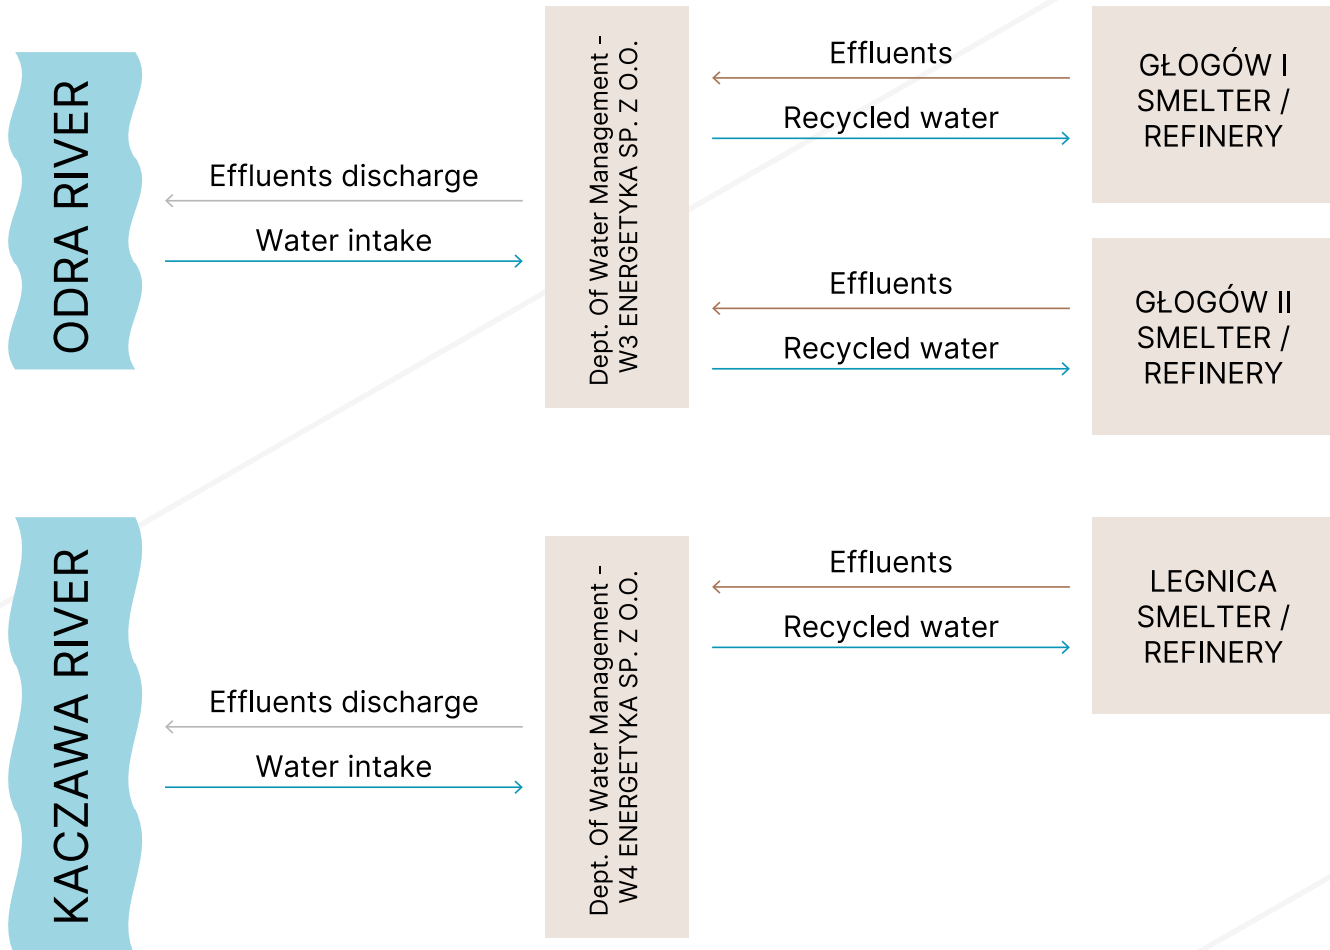 ODRA RIVER
Effluents discharge
Water intake
Dept. Of Water Management -
W3 ENERGETYKA SP. Z O.O.
Effluents
Recycled water
GŁOGÓW I
SMELTER /
REFINERY
Effluents
Recycled water
GŁOGÓW II
SMELTER /
REFINERY
KACZAWA RIVER
Effluents discharge
Water intake
Dept. Of Water Management -
W4 ENERGETYKA SP. Z O.O.
Effluents
Recycled water
LEGNICA
SMELTER /
REFINERY